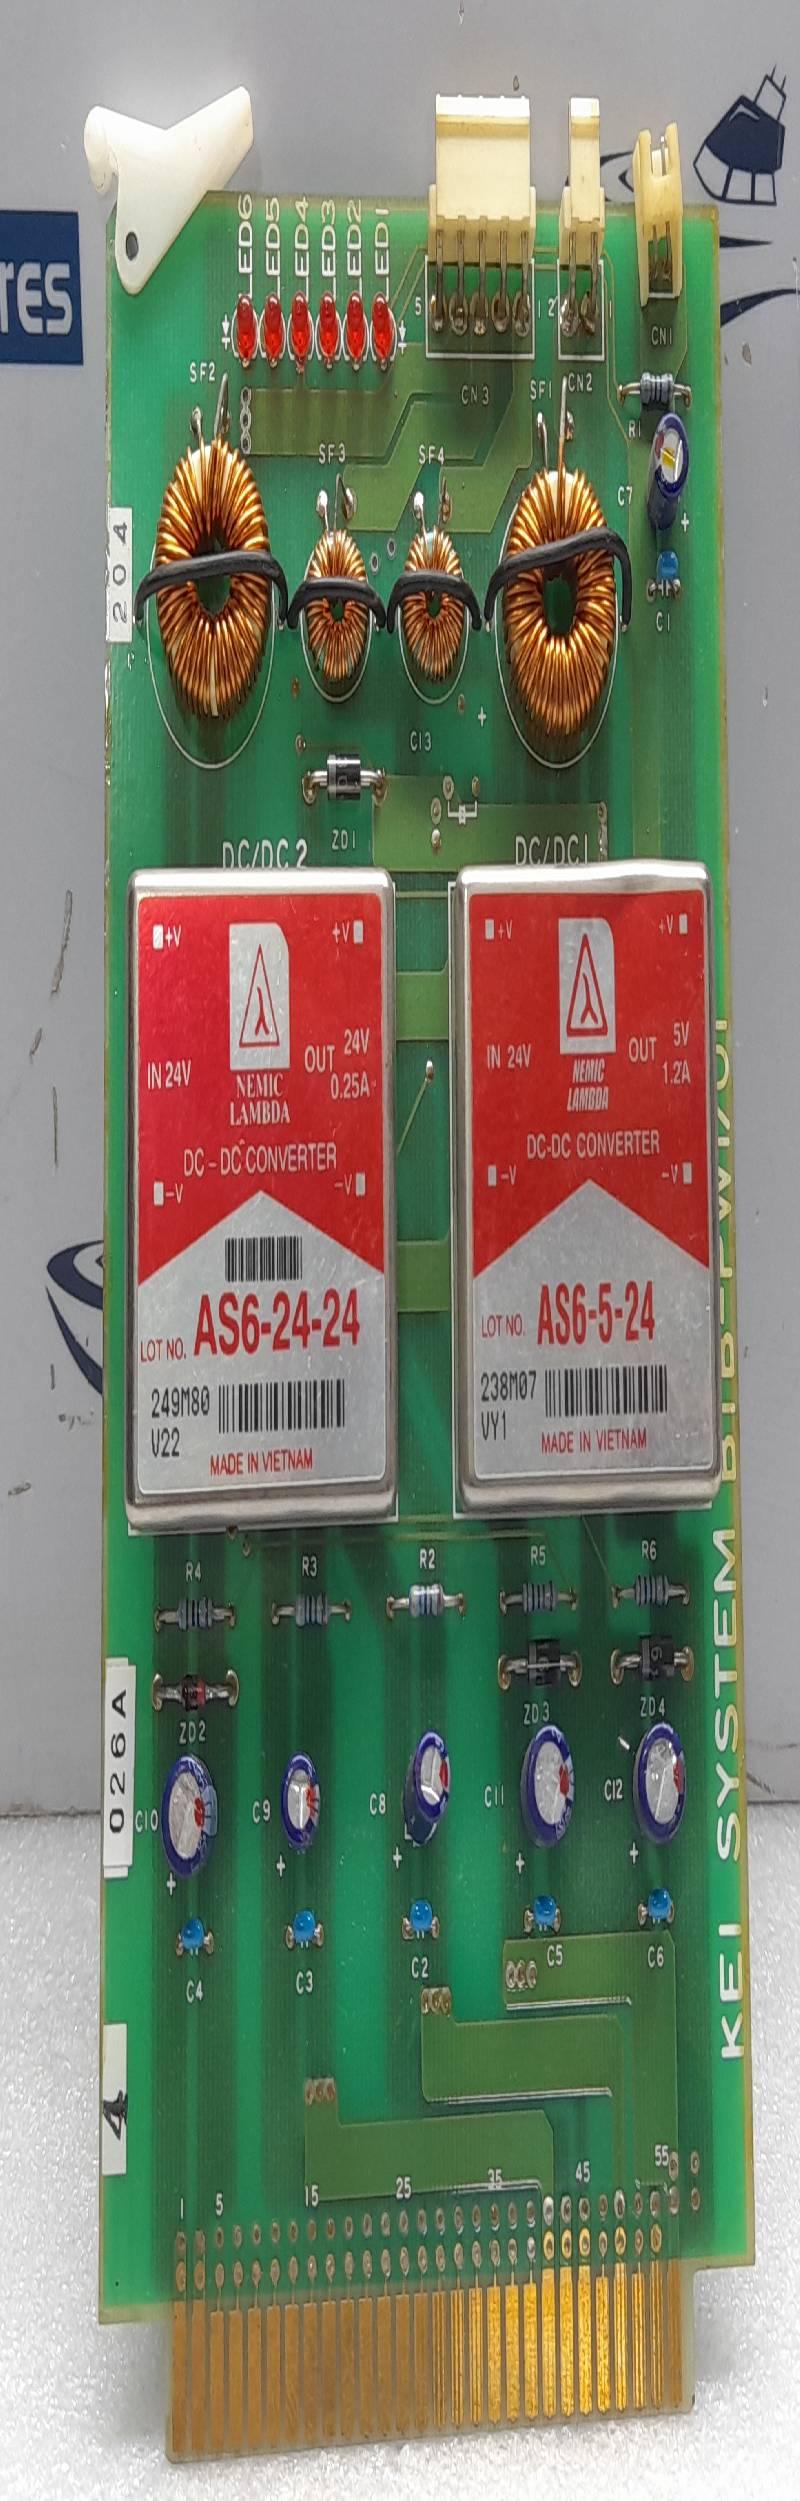 LED6
LED5
LED4
LED3
LED2
LED1
5
1
2
1
CN1
CN3
SF1
CN2
SF2
R1
SF3
SF4
C7
+
204
C1
+
C13
ZD1
DC/DC2
DC/DC1
+V
+V
IN 24V
OUT 24V
0.25A
NEMIC
LAMBDA
DC-DC CONVERTER
-V
-V
LOT NO. AS6-24-24
249M80
V22
MADE IN VIETNAM
+V
+V
IN 24V
OUT 5V
1.2A
NEMIC
LAMBDA
DC-DC CONVERTER
-V
-V
LOT NO. AS6-5-24
238M07
VY1
MADE IN VIETNAM
R4
R3
R2
R5
R6
ZD2
ZD3
ZD4
026A
C10
C9
C8
C11
C12
+
+
+
+
+
C4
C3
C2
C5
C6
KEI SYSTEM
4
1
5
15
25
35
45
55